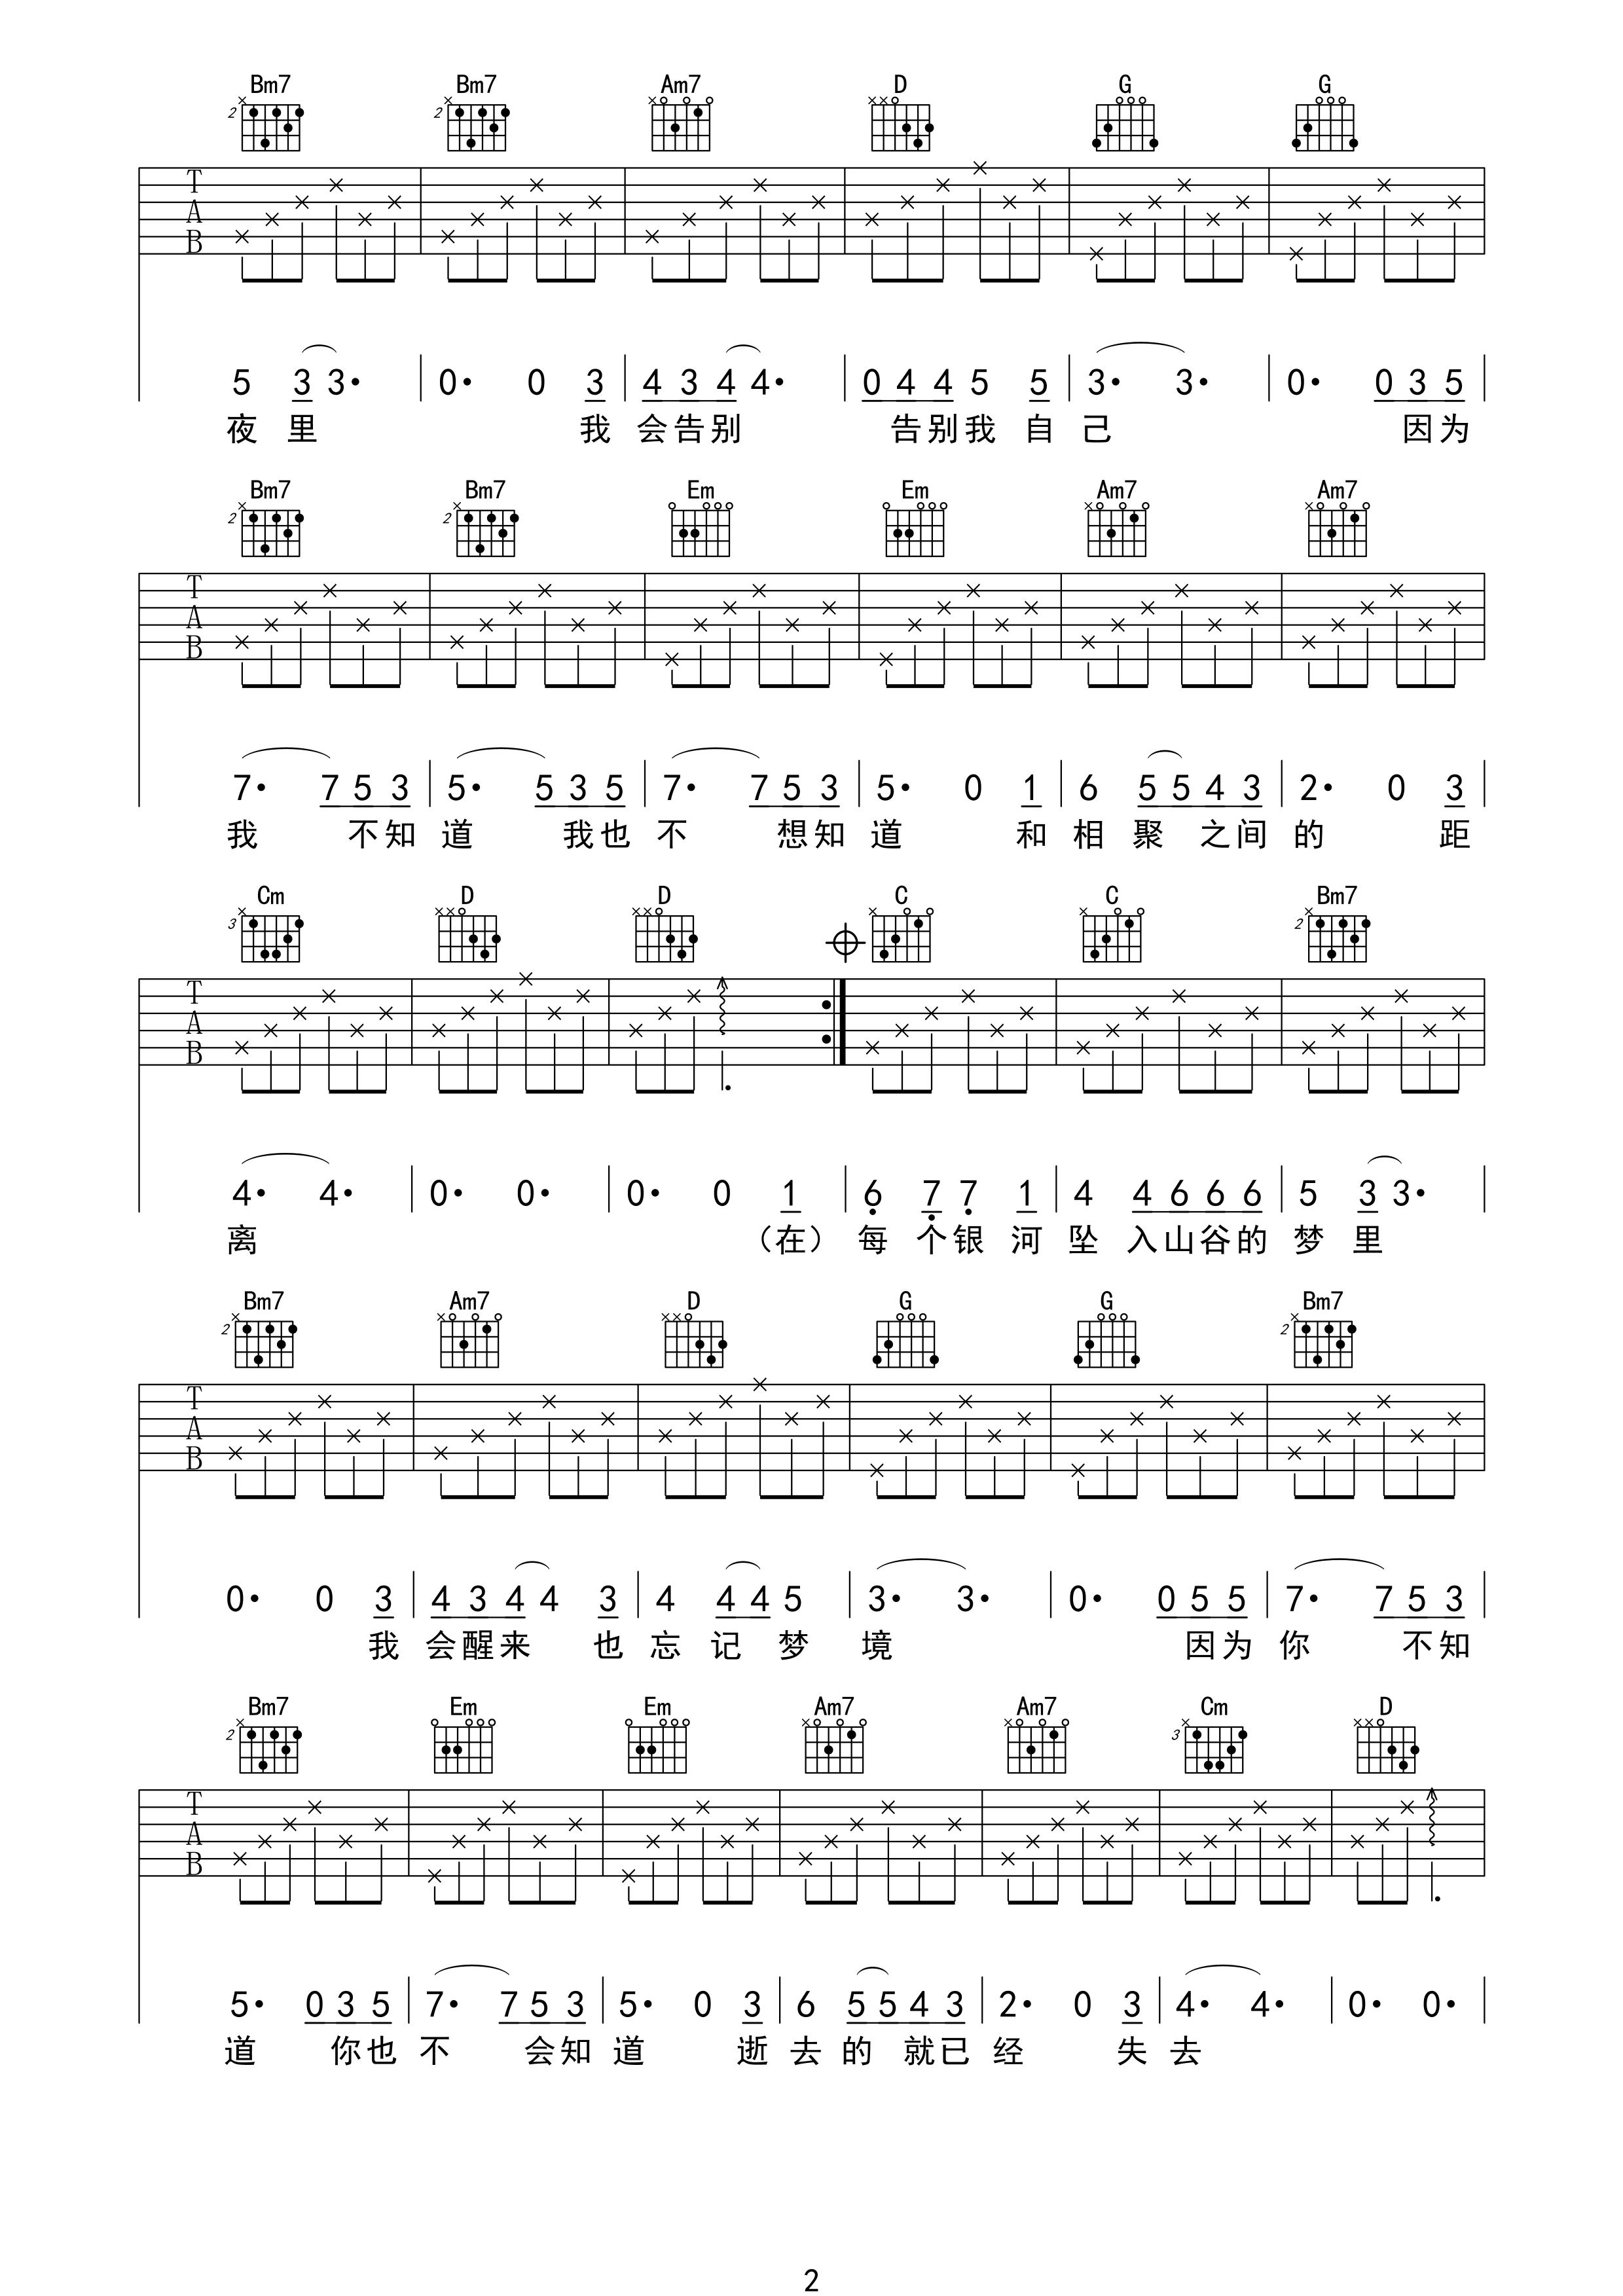 Bm7 Bm7 Am7 D G G
2 2
T A B
5 3 3· | 0· 0 3 | 4 3 4 4· | 0 4 4 5 5 | 3· 3· | 0· 0 3 5
夜 里 我 会 告 别 告 别 我 自 己 因 为
Bm7 Bm7 Em Em Am7 Am7
2 2
T A B
7· 7 5 3 | 5· 5 3 5 | 7· 7 5 3 | 5· 0 1 | 6 5 5 4 3 | 2· 0 3
我 不 知 道 我 也 不 想 知 道 和 相 聚 之 间 的 距
Cm D D C C Bm7
3 2
T A B
4· 4· | 0· 0· | 0· 0 1 | 6 7 7 1 | 4 4 6 6 6 | 5 3 3·
离 （在） 每 个 银 河 坠 入 山 谷 的 梦 里
Bm7 Am7 D G G Bm7
2 2
T A B
0· 0 3 | 4 3 4 4 3 | 4 4 4 5 | 3· 3· | 0· 0 5 5 | 7· 7 5 3
我 会 醒 来 也 忘 记 梦 境 因 为 你 不 知
Bm7 Em Em Am7 Am7 Cm D
2 3
T A B
5· 0 3 5 | 7· 7 5 3 | 5· 0 3 | 6 5 5 4 3 | 2· 0 3 | 4· 4· | 0· 0·
道 你 也 不 会 知 道 逝 去 的 就 已 经 失 去
2